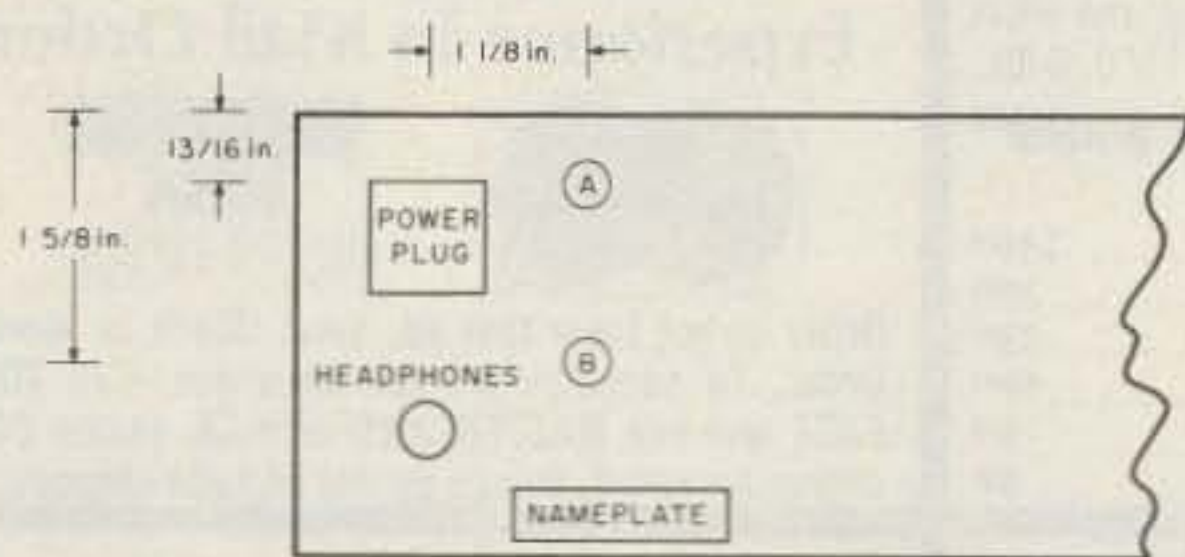 1 1/8 in.
13/16 in.
1 5/8 in.
A
POWER
PLUG
B
HEADPHONES
NAMEPLATE